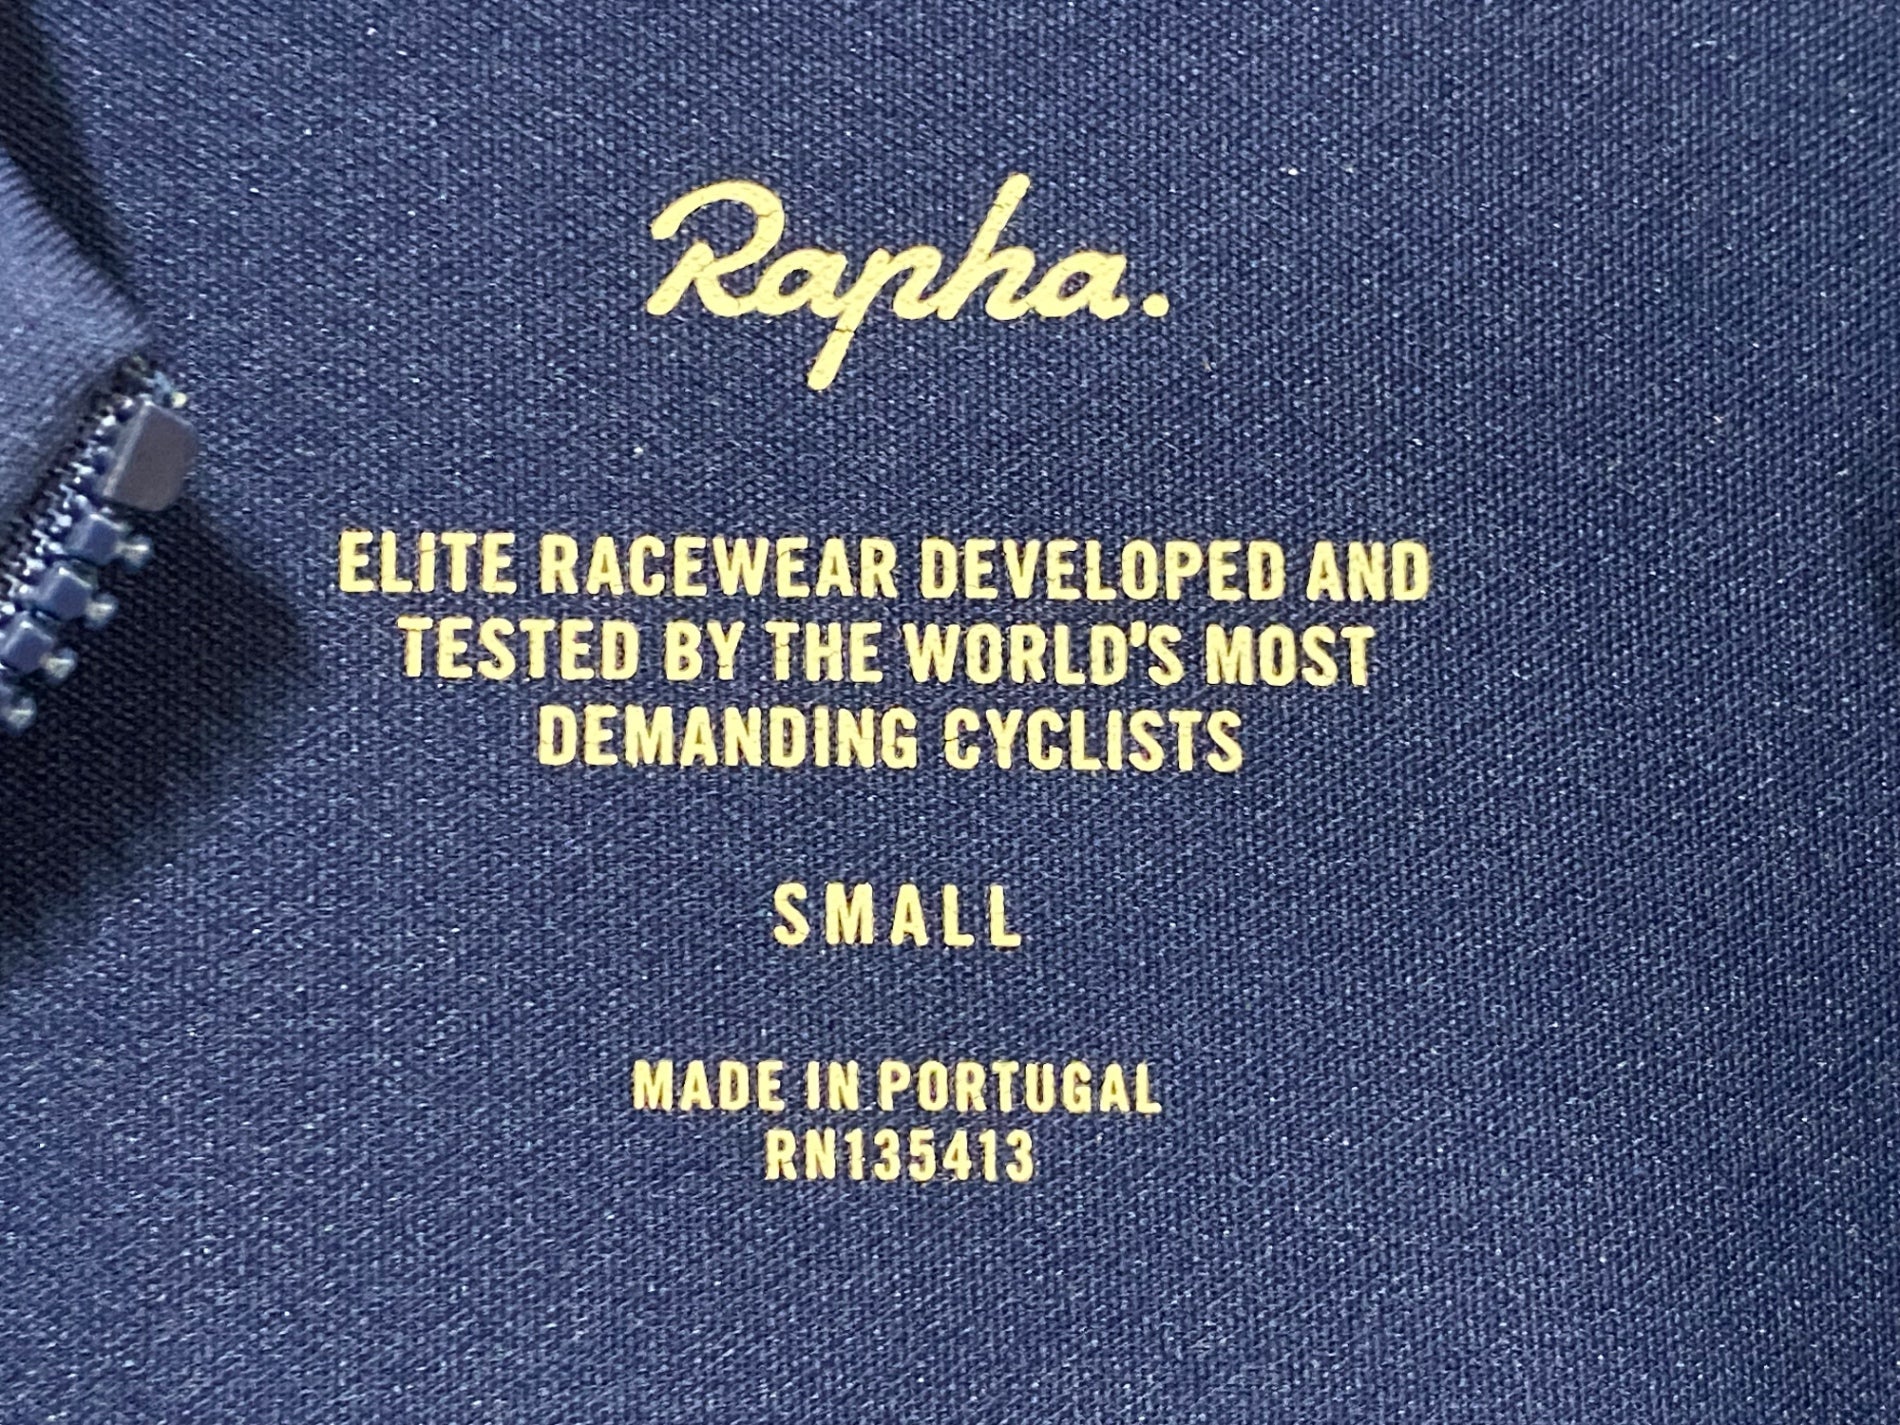 Rapha.
ELITE RACEWEAR DEVELOPED AND
TESTED BY THE WORLD'S MOST
DEMANDING CYCLISTS
SMALL
MADE IN PORTUGAL
RN135413